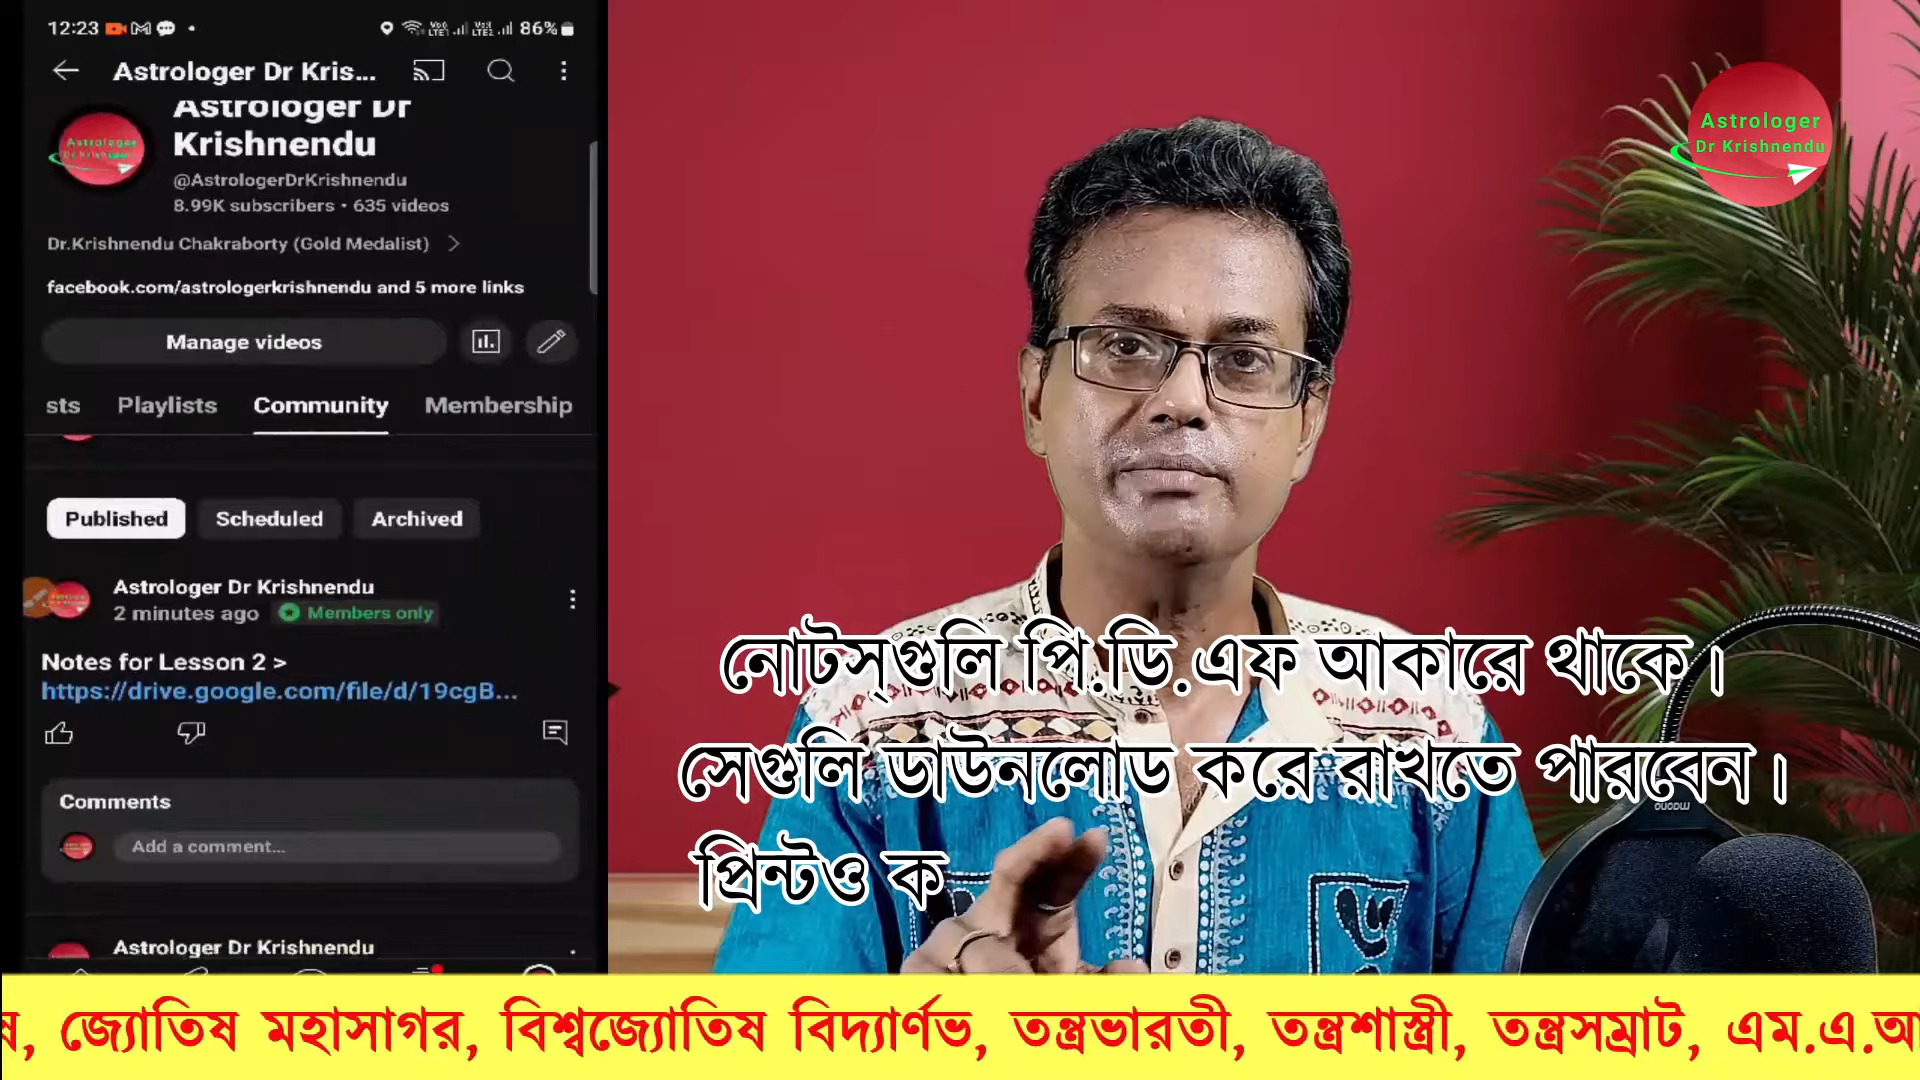 12:23
86%
Astrologer Dr Kris...
Astrologer Dr
Krishnendu
@AstrologerDrKrishnendu
8.99K subscribers • 635 videos
Dr.Krishnendu Chakraborty (Gold Medalist) >
facebook.com/astrologerkrishnendu and 5 more links
Manage videos
sts Playlists Community Membership
Published Scheduled Archived
Astrologer Dr Krishnendu
2 minutes ago Members only
Notes for Lesson 2 >
https://drive.google.com/file/d/19cgB...
Comments
Add a comment...
Astrologer Dr Krishnendu
Astrologer
Dr Krishnendu
নোটস্‌গুলি পি.ডি.এফ আকারে থাকে।
সেগুলি ডাউনলোড করে রাখতে পারবেন।
প্রিন্টও ক
maono
জ্যোতিষ মহাসাগর, বিশ্বজ্যোতিষ বিদ্যার্ণভ, তন্ত্রভারতী, তন্ত্রশাস্ত্রী, তন্ত্রসম্রাট, এম.এ.আ